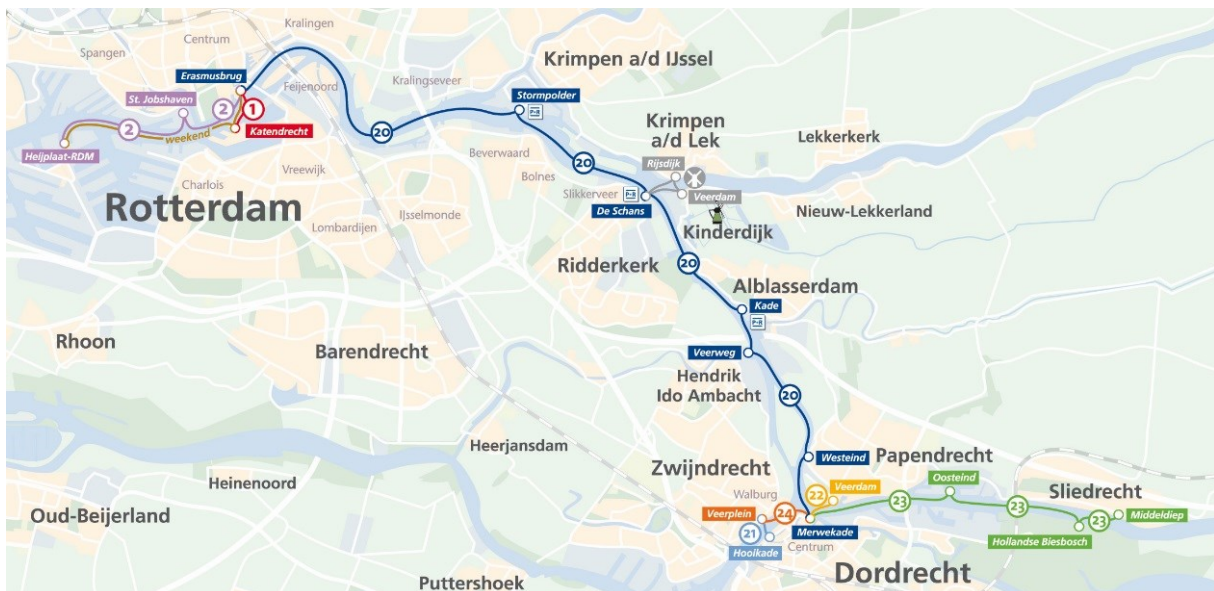 Kralingen
Centrum
Spangen
Krimpen a/d IJssel
Erasmusbrug
Kralingseveer
Feijenoord
St. Jobshaven
Stormpolder
P+R
2
2
1
Krimpen
a/d Lek
weekend
Katendrecht
20
Lekkerkerk
Heijplaat-RDM
Beverwaard
20
Rijsdijk
Vreewijk
Bolnes
Charlois
Slikkerveer
P+R
Veerdam
Rotterdam
De Schans
Nieuw-Lekkerland
IJsselmonde
Kinderdijk
Lombardijen
Ridderkerk
20
Alblasserdam
Kade
P+R
Rhoon
Barendrecht
Veerweg
Hendrik
Ido Ambacht
20
Heerjansdam
Westeind
Papendrecht
Zwijndrecht
Oosteind
Heinenoord
Walburg
22
Veerdam
Sliedrecht
23
23
Oud-Beijerland
Veerplein
24
23
Middeldiep
Merwekade
21
Hollandse Biesbosch
Hooikade
Centrum
Puttershoek
Dordrecht